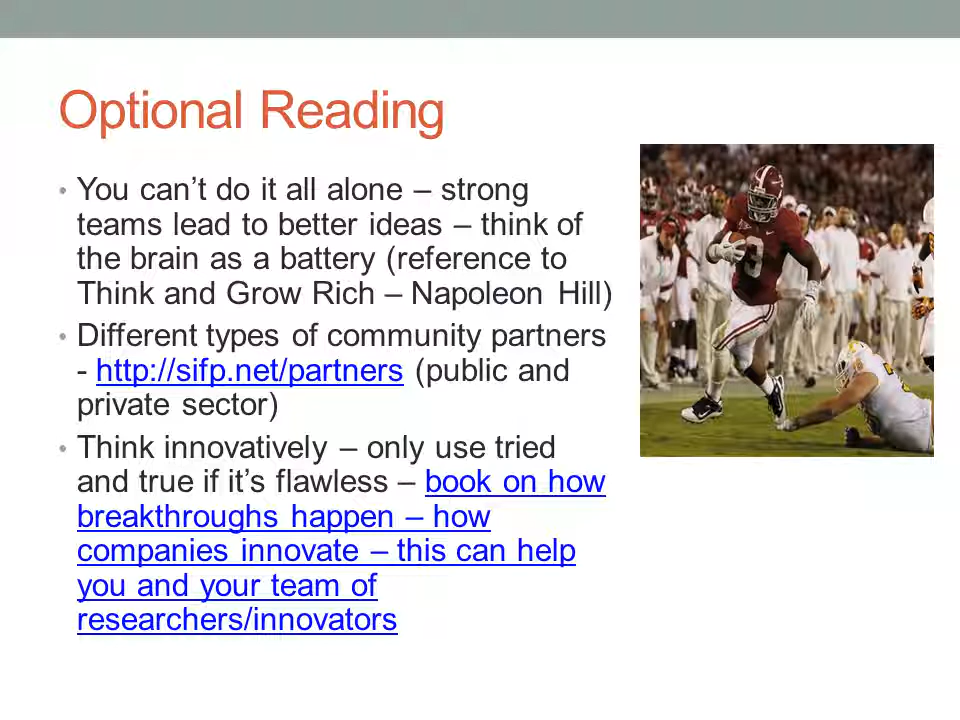 Optional Reading
• You can’t do it all alone – strong
teams lead to better ideas – think of
the brain as a battery (reference to
Think and Grow Rich – Napoleon Hill)
• Different types of community partners
- http://sifp.net/partners (public and
private sector)
• Think innovatively – only use tried
and true if it’s flawless – book on how
breakthroughs happen – how
companies innovate – this can help
you and your team of
researchers/innovators
3